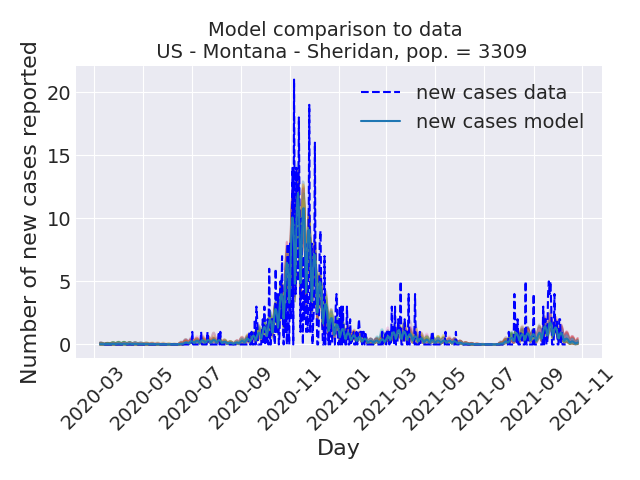 Model comparison to data
US - Montana - Sheridan, pop. = 3309
Number of new cases reported
20
15
10
5
0
new cases data
new cases model
2020-03
2020-05
2020-07
2020-09
2020-11
2021-01
2021-03
2021-05
2021-07
2021-09
2021-11
Day